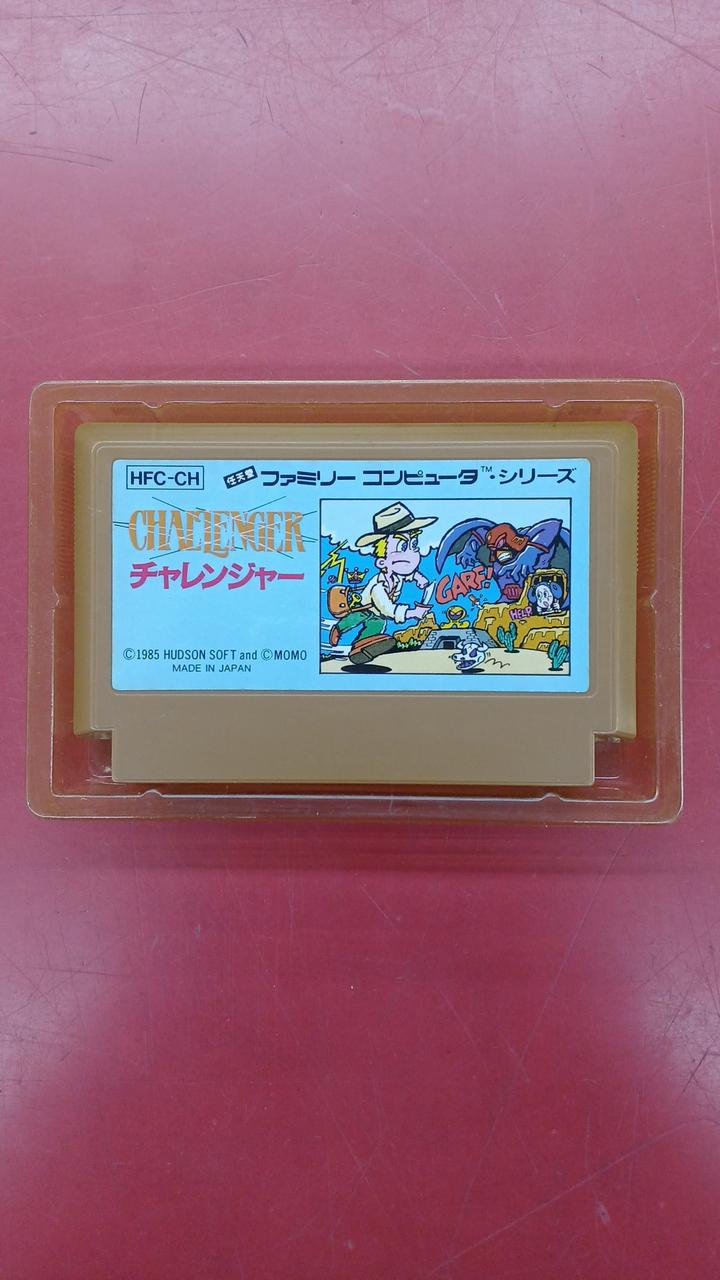 HFC-CH
任天堂 ファミリー コンピュータ™・シリーズ
CHALLENGER
チャレンジャー
GARF!
HELP
©1985 HUDSON SOFT and ©MOMO
MADE IN JAPAN